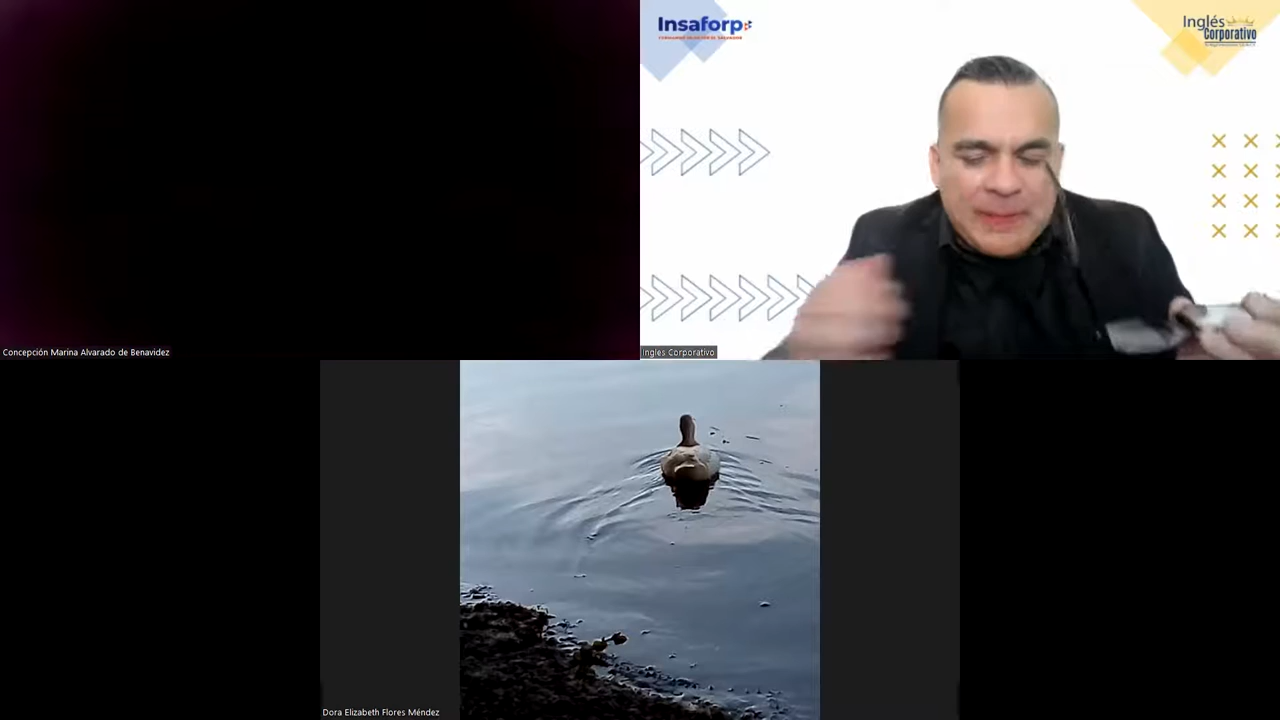 Insaforp
Inglés
Corporativo
Concepción Marina Alvarado de Benavidez
Ingles Corporativo
Dora Elizabeth Flores Méndez